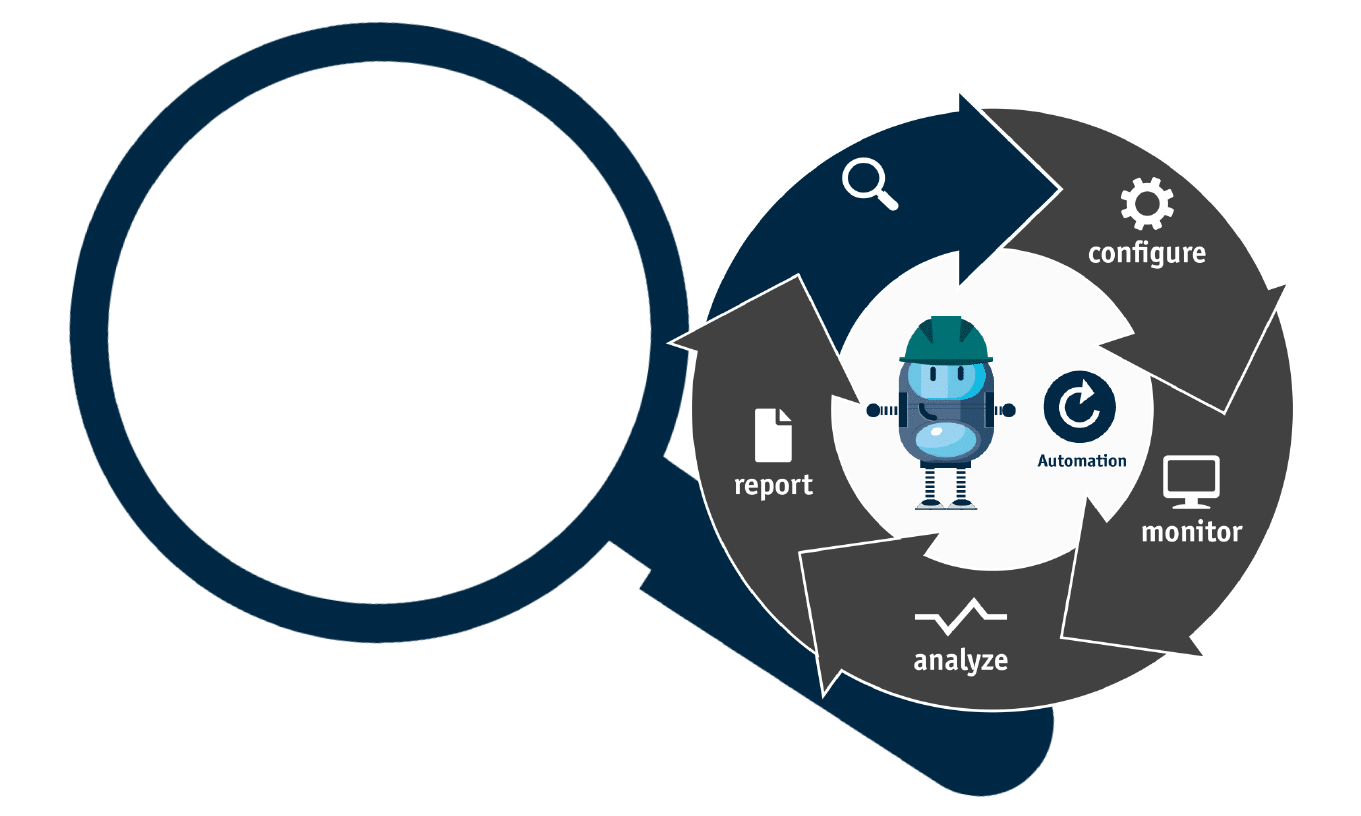 configure
Automation
monitor
analyze
report